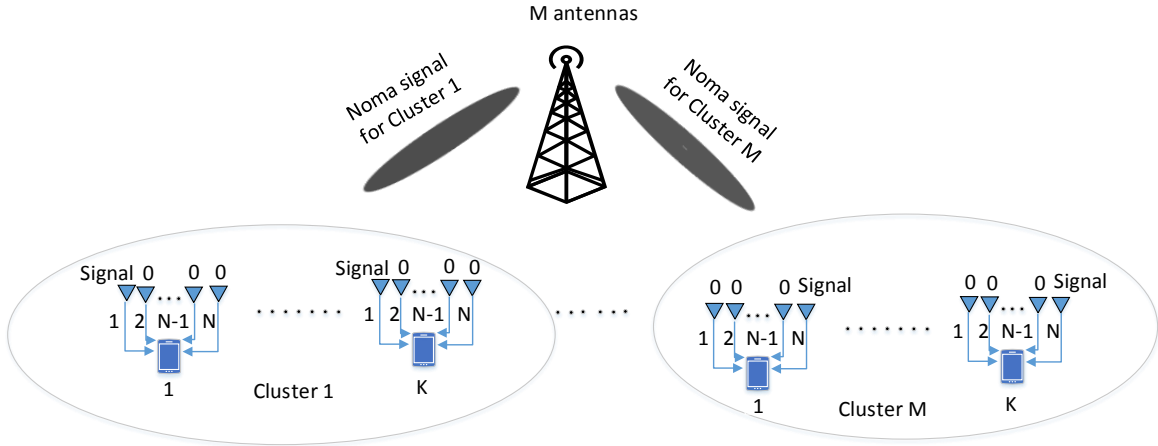 M antennas
Noma signal
for Cluster 1
Noma signal
for Cluster M
Signal 0 0 0
1 2 N-1 N
1
Signal 0 0 0
1 2 N-1 N
K
Cluster 1
0 0 0 Signal
1 2 N-1 N
1
0 0 0 Signal
1 2 N-1 N
K
Cluster M